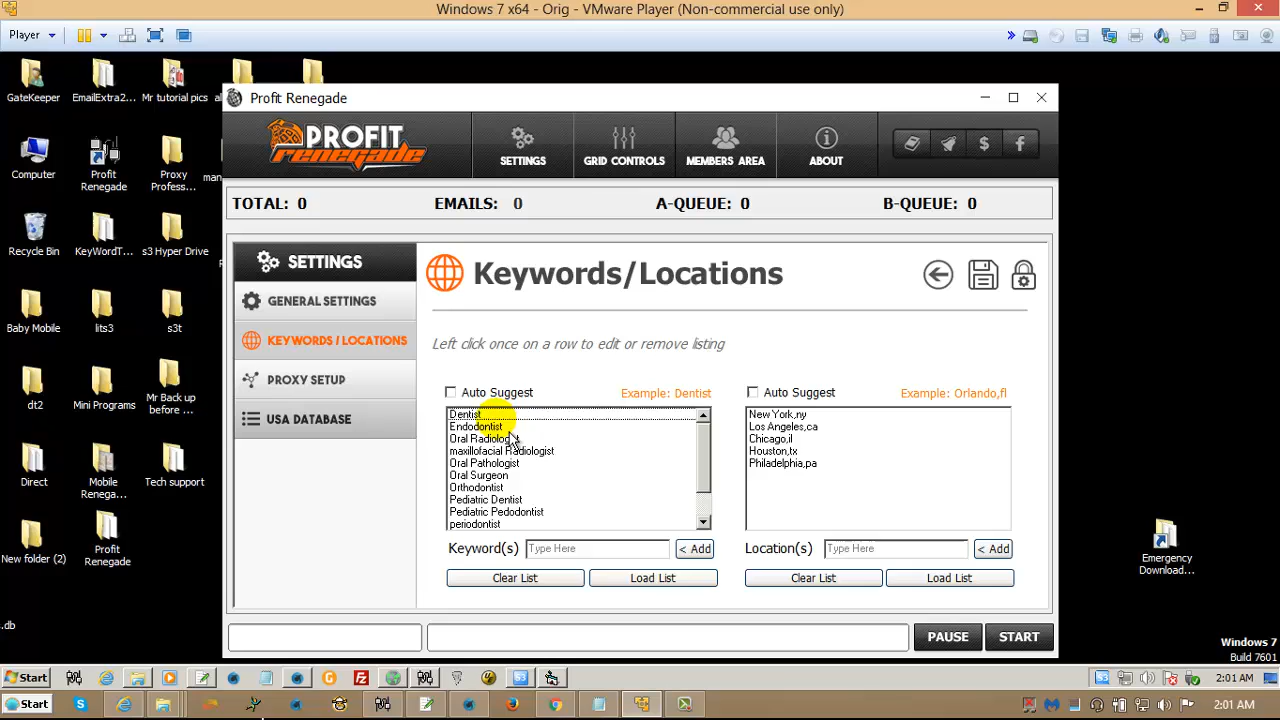 Windows 7 x64 - Orig - VMware Player (Non-commercial use only)
Player
GateKeeper
EmailExtra2...
Mr tutorial pics
Computer
Profit
Renegade
Proxy
Profess...
Recycle Bin
KeyWordT...
s3 Hyper Drive
Baby Mobile
lits3
s3t
dt2
Mini Programs
Mr Back up
before ...
Direct
Mobile
Renega...
Tech support
New folder (2)
Profit
Renegade
.db
Profit Renegade
PROFIT
renegade
SETTINGS
GRID CONTROLS
MEMBERS AREA
ABOUT
TOTAL: 0
EMAILS: 0
A-QUEUE: 0
B-QUEUE: 0
SETTINGS
GENERAL SETTINGS
KEYWORDS / LOCATIONS
PROXY SETUP
USA DATABASE
Keywords/Locations
Left click once on a row to edit or remove listing
Auto Suggest
Example: Dentist
Dentist
Endodontist
Oral Radiologist
maxillofacial Radiologist
Oral Pathologist
Oral Surgeon
Orthodontist
Pediatric Dentist
Pediatric Pedodontist
periodontist
Keyword(s)
Type Here
< Add
Clear List
Load List
Auto Suggest
Example: Orlando,fl
New York,ny
Los Angeles,ca
Chicago,il
Houston,tx
Philadelphia,pa
Location(s)
Type Here
< Add
Clear List
Load List
PAUSE
START
Emergency
Download...
Windows 7
Build 7601
Start
2:01 AM
Start
2:01 AM